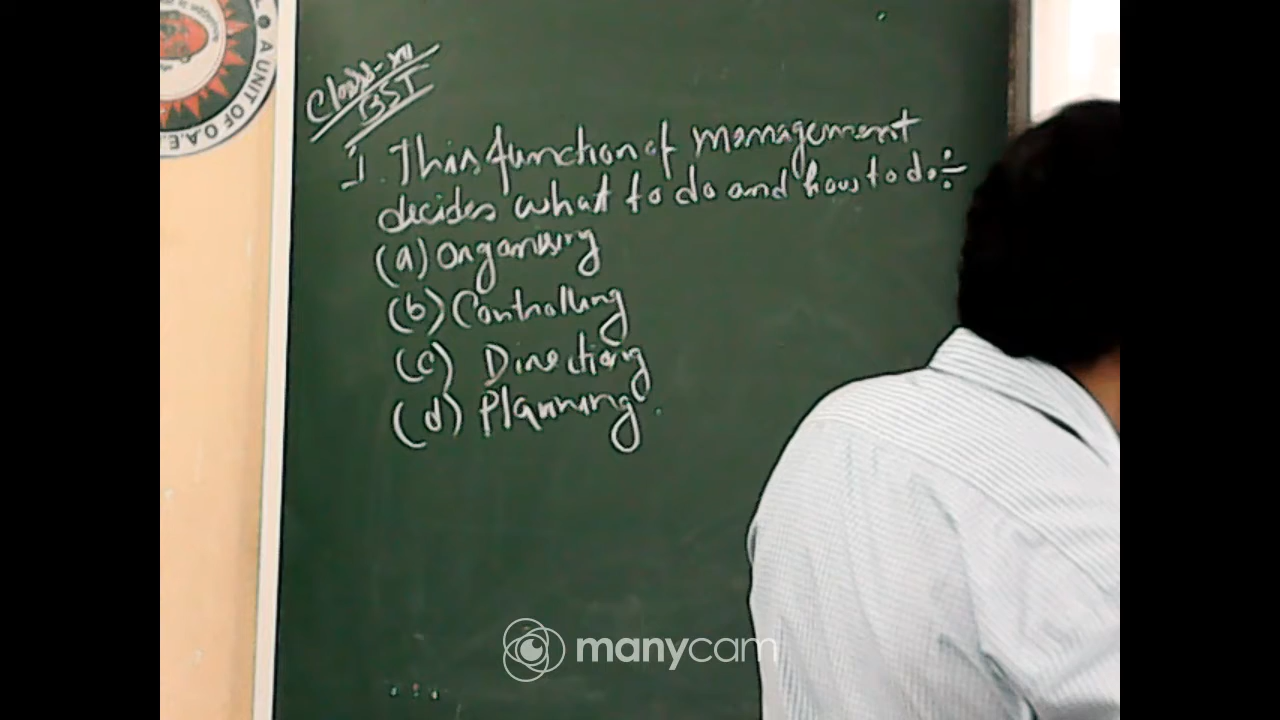 A UNIT OF O.A.E.
Class-XII
BST
1. This function of management
decides what to do and how to do:-
(a) Organising
(b) Controlling
(c) Directiong
(d) Planning.
manycam